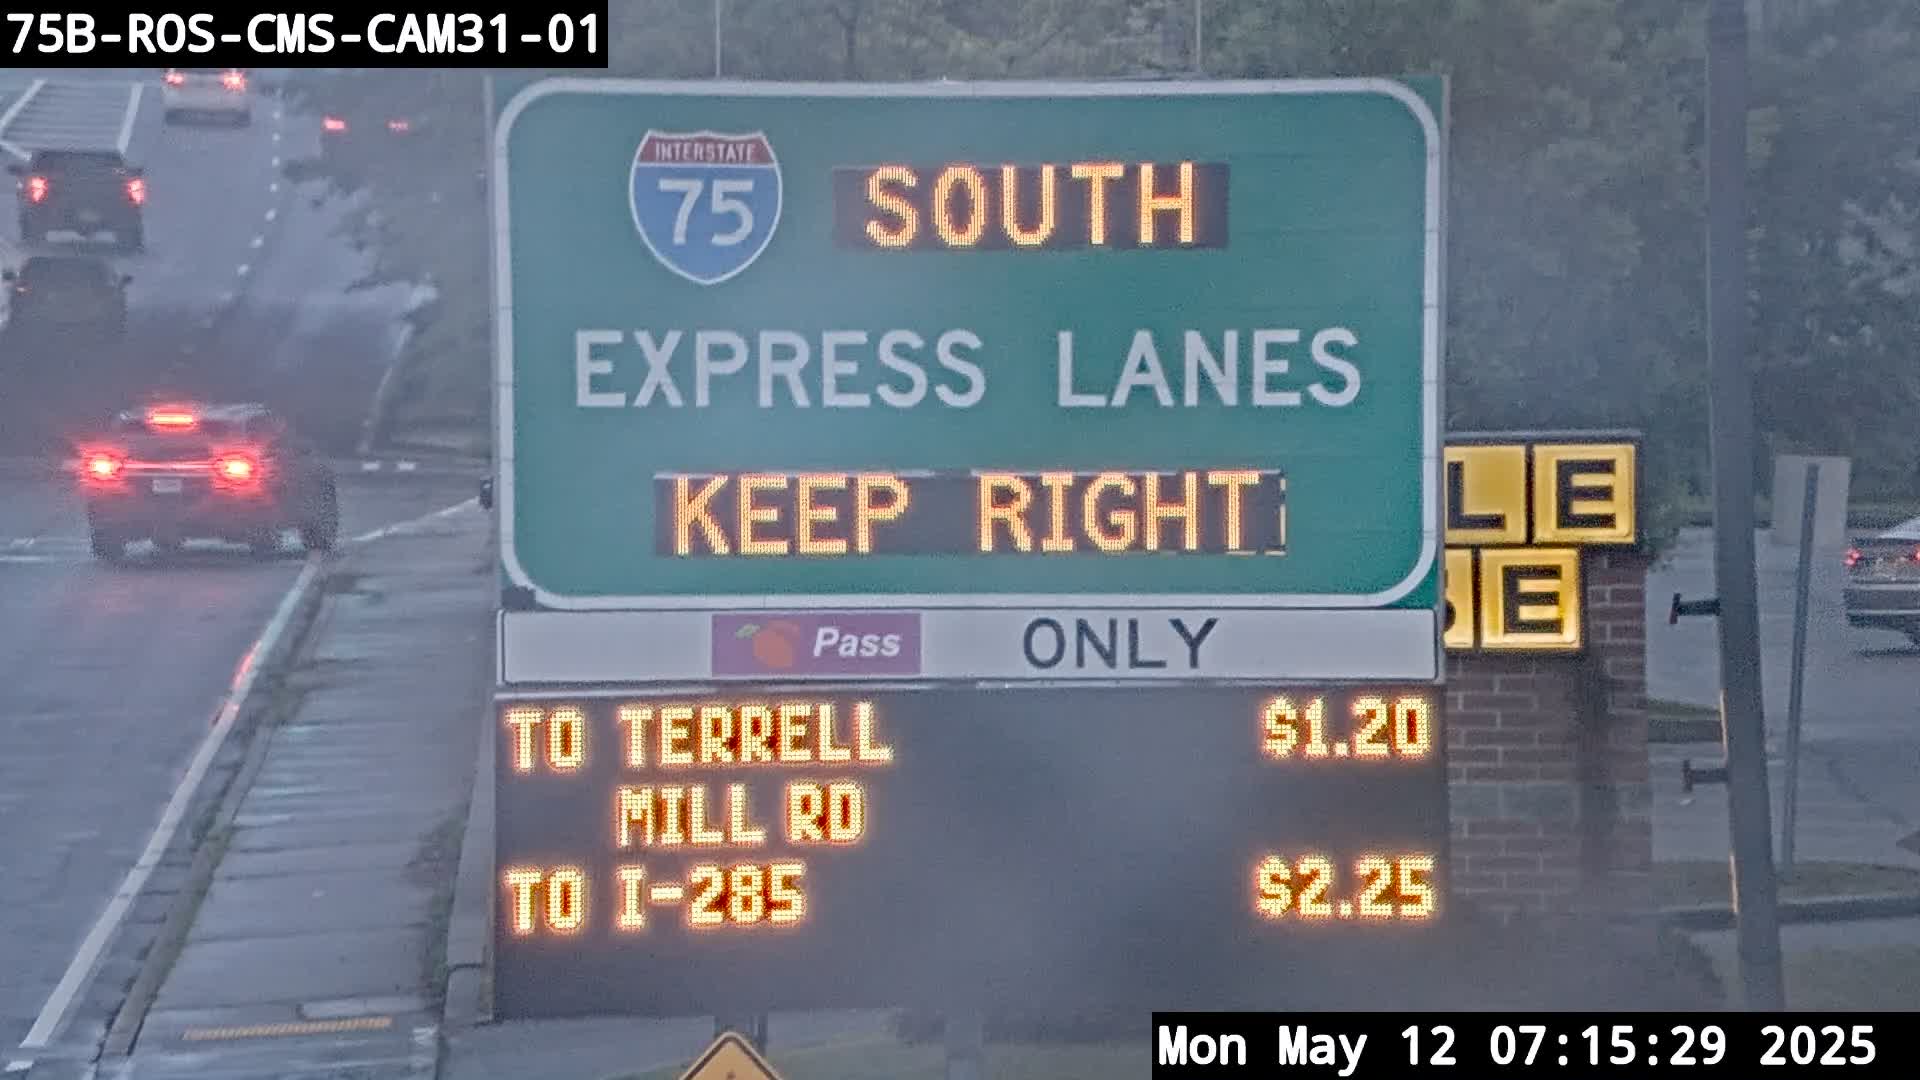 75B-ROS-CMS-CAM31-01
INTERSTATE
75
SOUTH
EXPRESS LANES
KEEP RIGHT
LE
E
Pass ONLY
TO TERRELL $1.20
MILL RD
TO I-285 $2.25
Mon May 12 07:15:29 2025